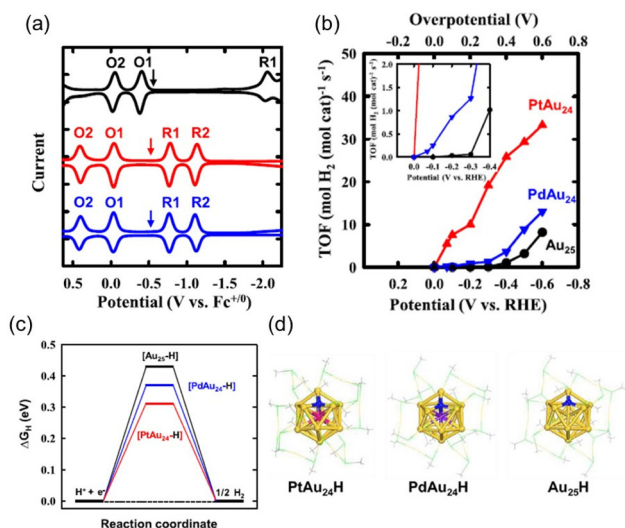 (a)
O2 O1 R1
O2 O1 R1 R2
O2 O1 R1 R2
Current
0.5 0.0 -0.5 -1.0 -1.5 -2.0
Potential (V vs. Fc+/0)
(b)
Overpotential (V)
-0.2 0.0 0.2 0.4 0.6 0.8
TOF (mol H2 (mol cat)-1 s-1)
50
40
30
20
10
0
TOF (mol H2 (mol cat)-1 s-1)
2.0
1.5
1.0
0.5
0.0
0.0 -0.1 -0.2 -0.3 -0.4
Potential (V vs. RHE)
PtAu24
PdAu24
Au25
0.2 0.0 -0.2 -0.4 -0.6 -0.8
Potential (V vs. RHE)
(c)
ΔGH (eV)
0.5
0.4
0.3
0.2
0.1
0.0
[Au25-H]
[PdAu24-H]
[PtAu24-H]
H+ + e-
1/2 H2
Reaction coordinate
(d)
PtAu24H PdAu24H Au25H